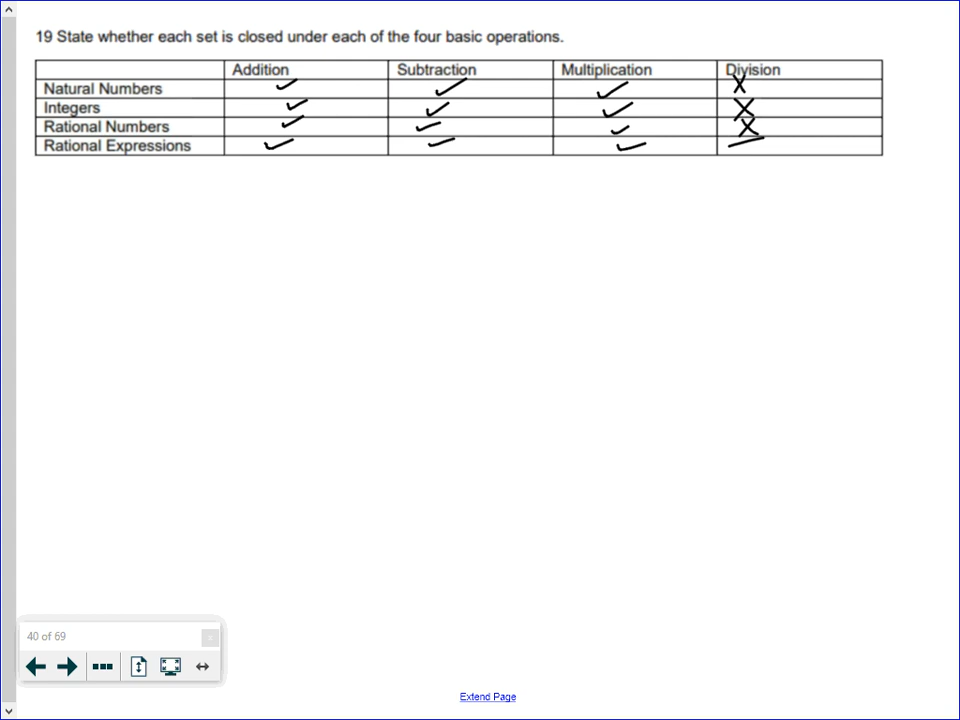 19 State whether each set is closed under each of the four basic operations.
Addition Subtraction Multiplication Division
Natural Numbers ✓ ✓ ✓ X
Integers ✓ ✓ ✓ X
Rational Numbers ✓ ✓ ✓ X
Rational Expressions ✓ ✓ ✓
40 of 69
Extend Page